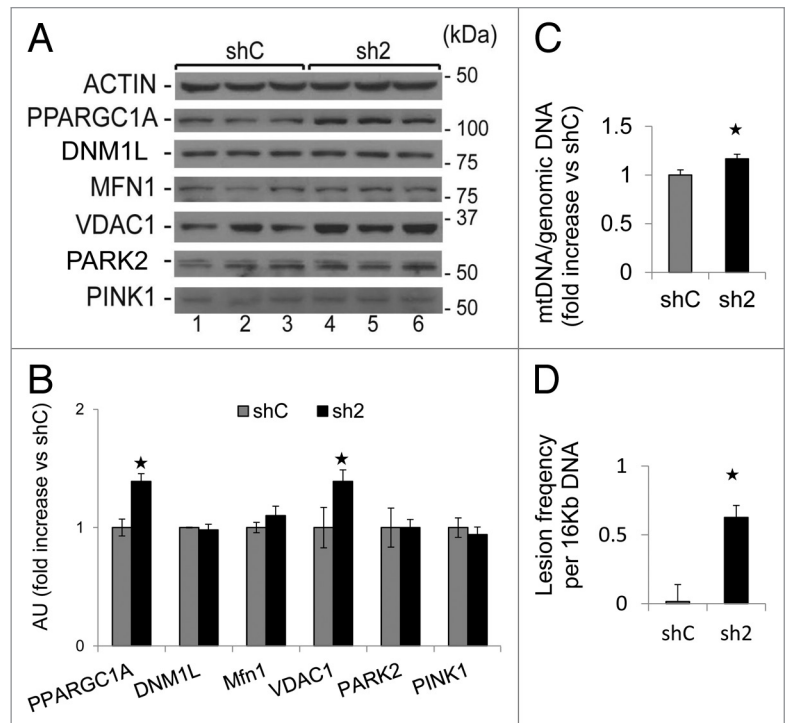 A
shC sh2 (kDa)
ACTIN - - 50
PPARGC1A - - 100
DNM1L - - 75
MFN1 - - 75
VDAC1 - - 37
PARK2 - - 50
PINK1 - - 50
1 2 3 4 5 6
B
AU (fold increase vs shC)
2
1
0
shC sh2
★ ★
PPARGC1A DNM1L Mfn1 VDAC1 PARK2 PINK1
C
mtDNA/genomic DNA
(fold increase vs shC)
1.5
1
0.5
0
★
shC sh2
D
Lesion freqency
per 16Kb DNA
1
0.5
0
★
shC sh2